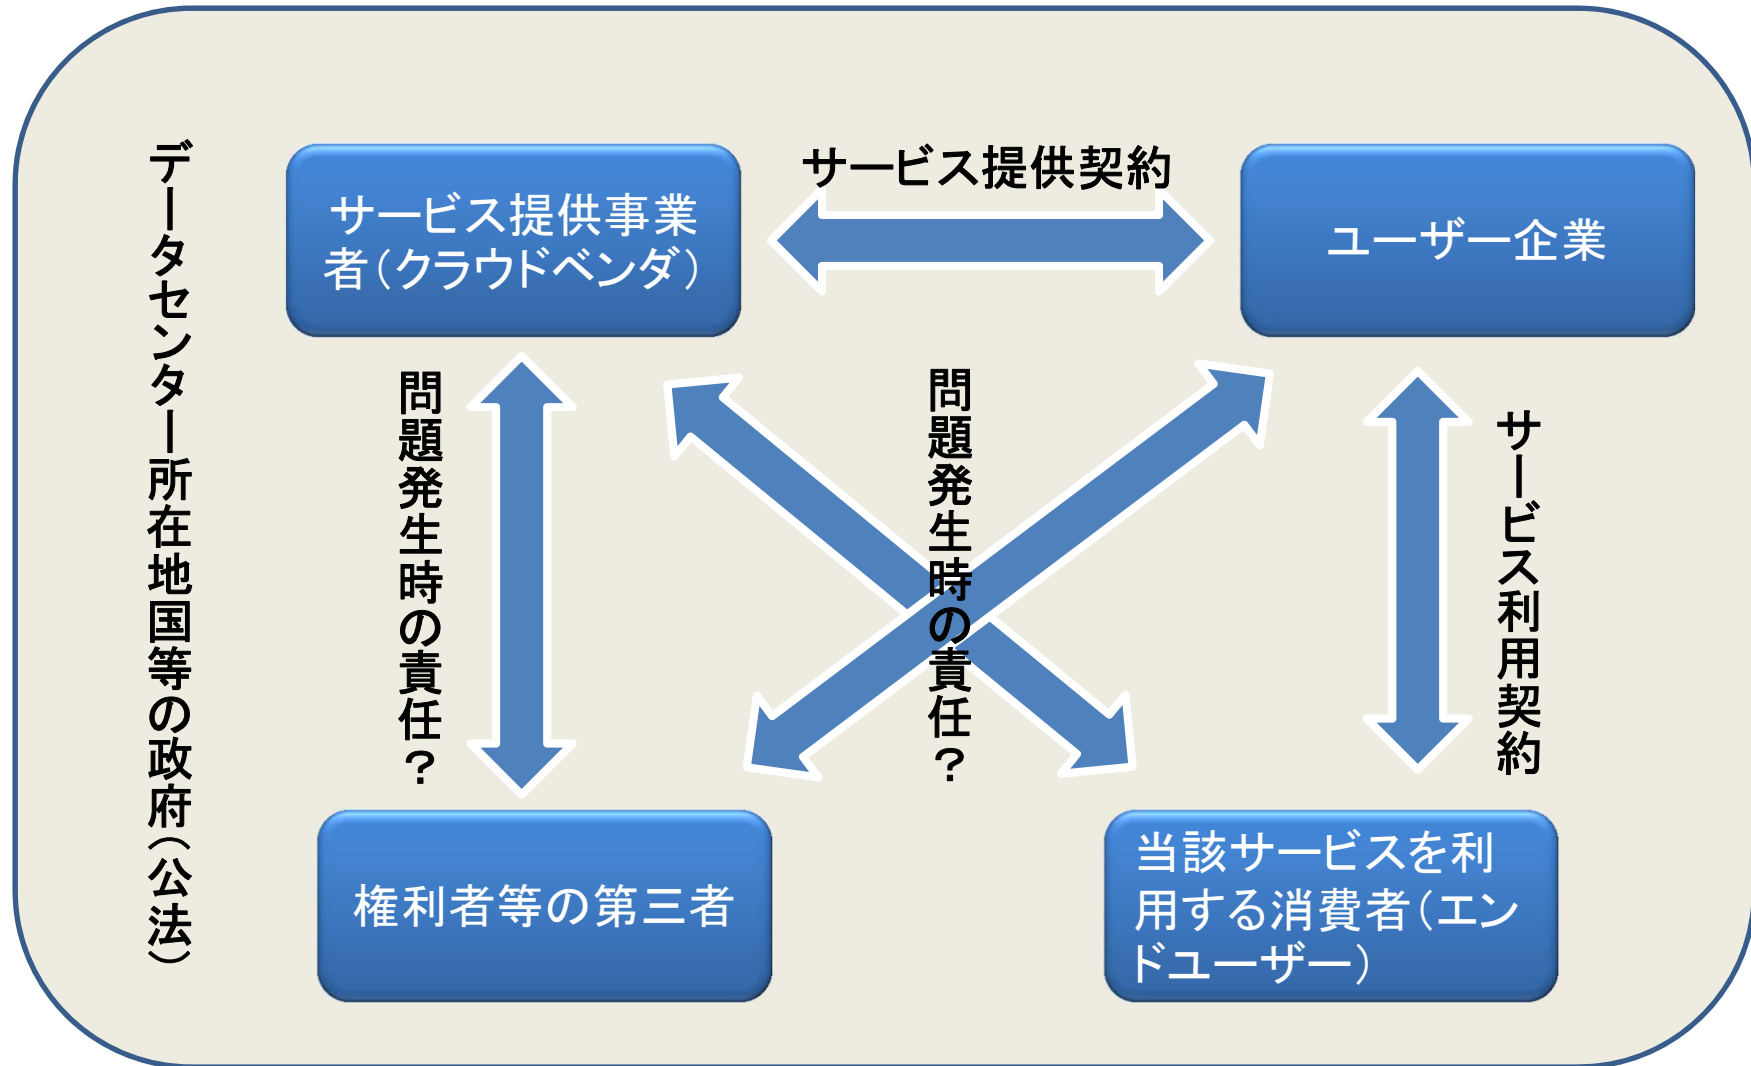 データセンター所在地国等の政府（公法）
サービス提供事業
者（クラウドベンダ）
サービス提供契約
ユーザー企業
問題発生時の責任？
問題発生時の責任？
サービス利用契約
権利者等の第三者
当該サービスを利
用する消費者（エン
ドユーザー）